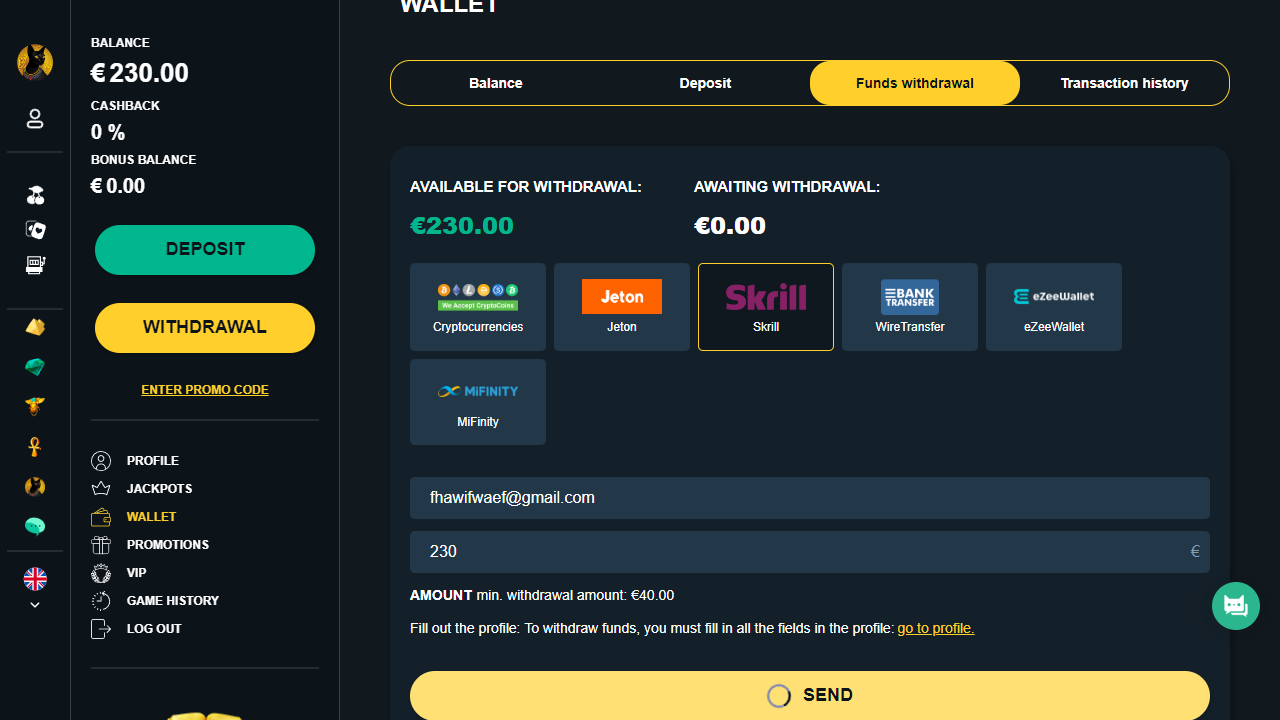 WALLET
BALANCE
€ 230.00
CASHBACK
0 %
BONUS BALANCE
€ 0.00
DEPOSIT
WITHDRAWAL
ENTER PROMO CODE
PROFILE
JACKPOTS
WALLET
PROMOTIONS
VIP
GAME HISTORY
LOG OUT
Balance Deposit Funds withdrawal Transaction history
AVAILABLE FOR WITHDRAWAL: AWAITING WITHDRAWAL:
€230.00 €0.00
We Accept CryptoCoins
Cryptocurrencies
Jeton
Jeton
Skrill
Skrill
BANK TRANSFER
WireTransfer
eZeeWallet
eZeeWallet
MiFINITY
MiFinity
fhawifwaef@gmail.com
230 €
AMOUNT min. withdrawal amount: €40.00
Fill out the profile: To withdraw funds, you must fill in all the fields in the profile: go to profile.
SEND